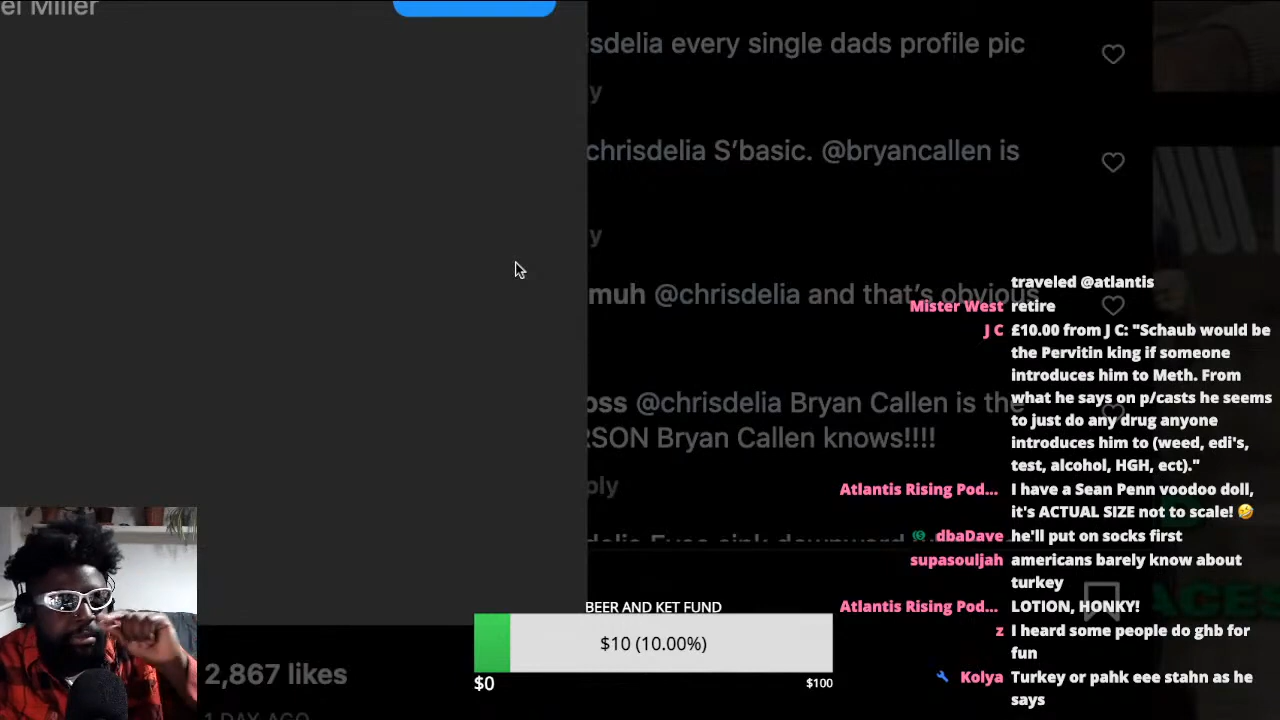 el Miller
sdelia every single dads profile pic
y
chrisdelia S’basic. @bryancallen is
y
muh @chrisdelia and that’s obvious
oss @chrisdelia Bryan Callen is the
RSON Bryan Callen knows!!!!
ply
2,867 likes
1 DAY AGO
BEER AND KET FUND
$10 (10.00%)
$0
$100
traveled @atlantis
Mister West retire
J C £10.00 from J C: "Schaub would be
the Pervitin king if someone
introduces him to Meth. From
what he says on p/casts he seems
to just do any drug anyone
introduces him to (weed, edi's,
test, alcohol, HGH, ect)."
Atlantis Rising Pod... I have a Sean Penn voodoo doll,
it's ACTUAL SIZE not to scale! 🤣
dbaDave he'll put on socks first
supasouljah americans barely know about
turkey
Atlantis Rising Pod... LOTION, HONKY!
z I heard some people do ghb for
fun
Kolya Turkey or pahk eee stahn as he
says